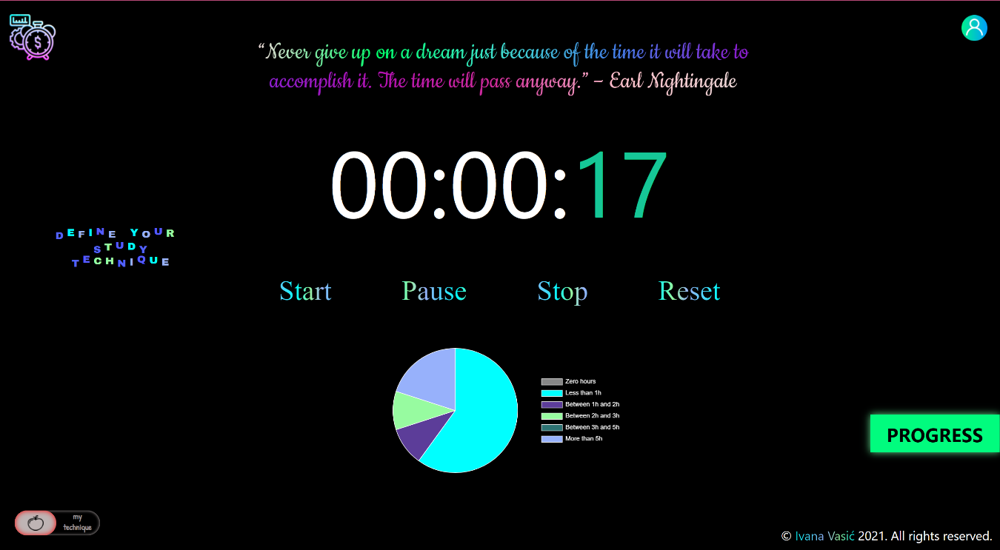 “Never give up on a dream just because of the time it will take to
accomplish it. The time will pass anyway.” – Earl Nightingale
00:00:17
DEFINE YOUR
STUDY
TECHNIQUE
Start
Pause
Stop
Reset
Zero hours
Less than 1h
Between 1h and 2h
Between 2h and 3h
Between 3h and 5h
More than 5h
PROGRESS
my
technique
© Ivana Vasić 2021. All rights reserved.